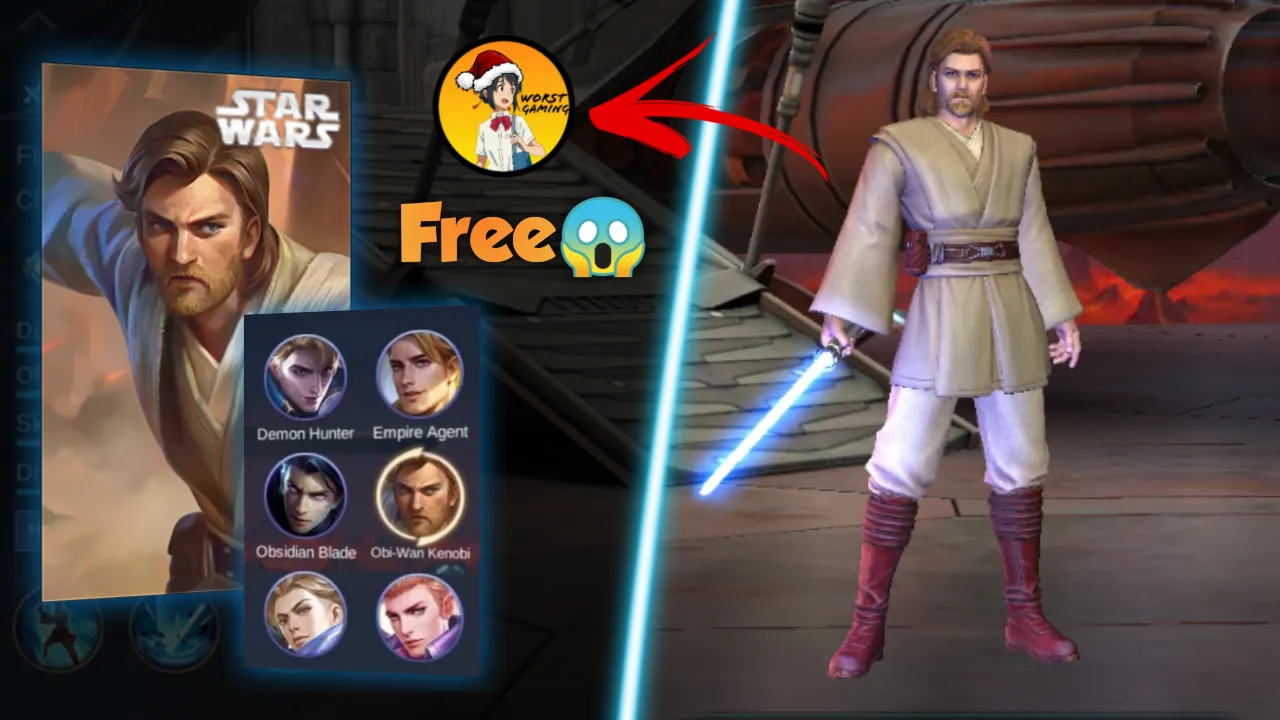 STAR
WARS
WORST
GAMING
Free😱
Demon Hunter
Empire Agent
Obsidian Blade
Obi-Wan Kenobi